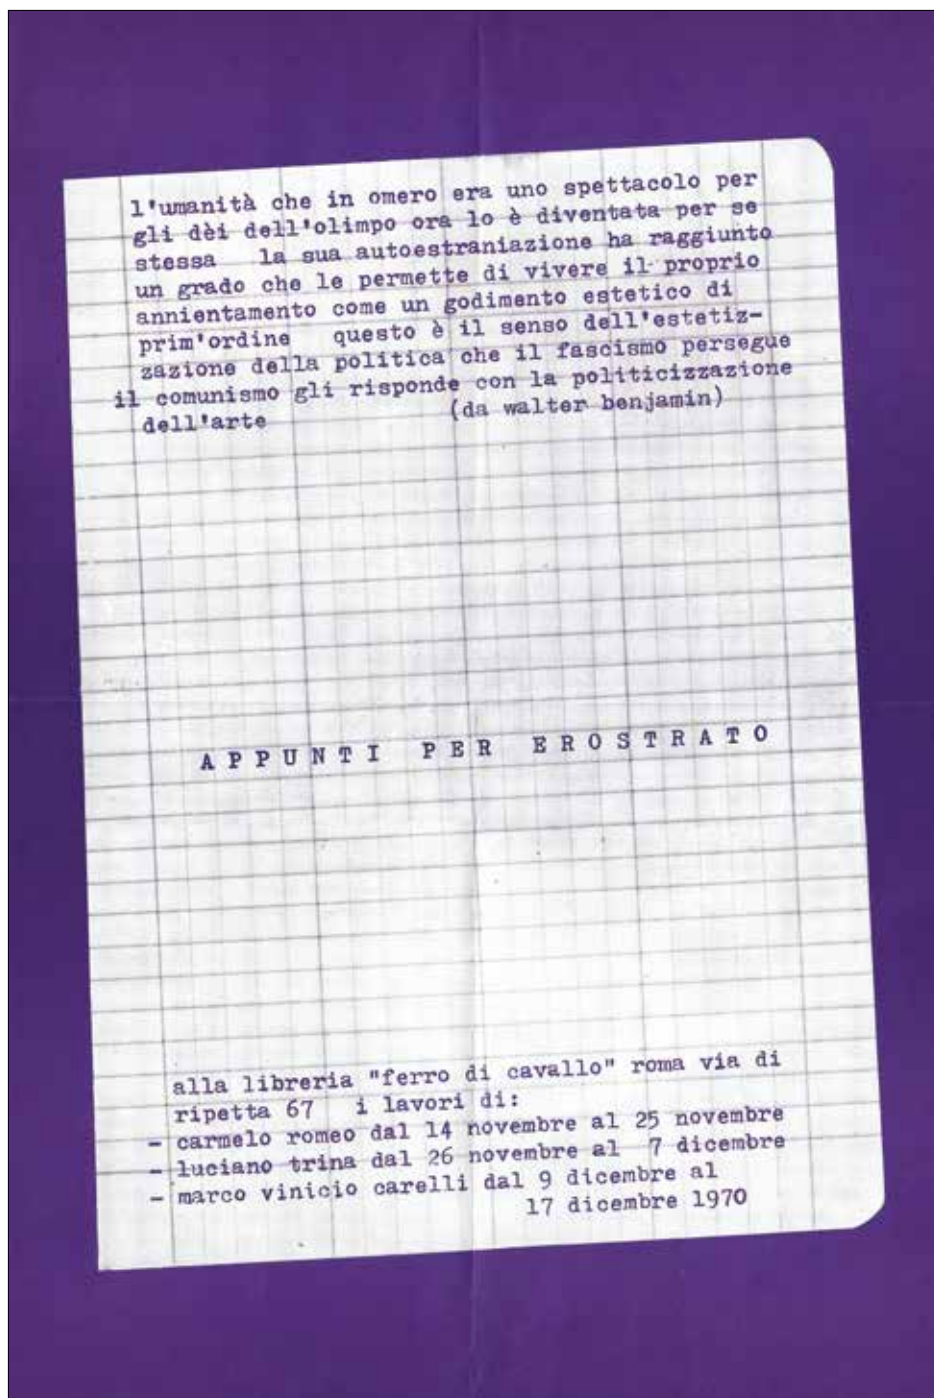 l'umanità che in omero era uno spettacolo per
gli dèi dell'olimpo ora lo è diventata per se
stessa   la sua autoestraniazione ha raggiunto
un grado che le permette di vivere il proprio
annientamento come un godimento estetico di
prim'ordine   questo è il senso dell'estetiz-
zazione della politica che il fascismo persegue
il comunismo gli risponde con la politicizzazione
dell'arte   (da walter benjamin)
APPUNTI PER EROSTRATO
alla libreria "ferro di cavallo" roma via di
ripetta 67   i lavori di:
- carmelo romeo dal 14 novembre al 25 novembre
- luciano trina dal 26 novembre al 7 dicembre
- marco vinicio carelli dal 9 dicembre al
17 dicembre 1970